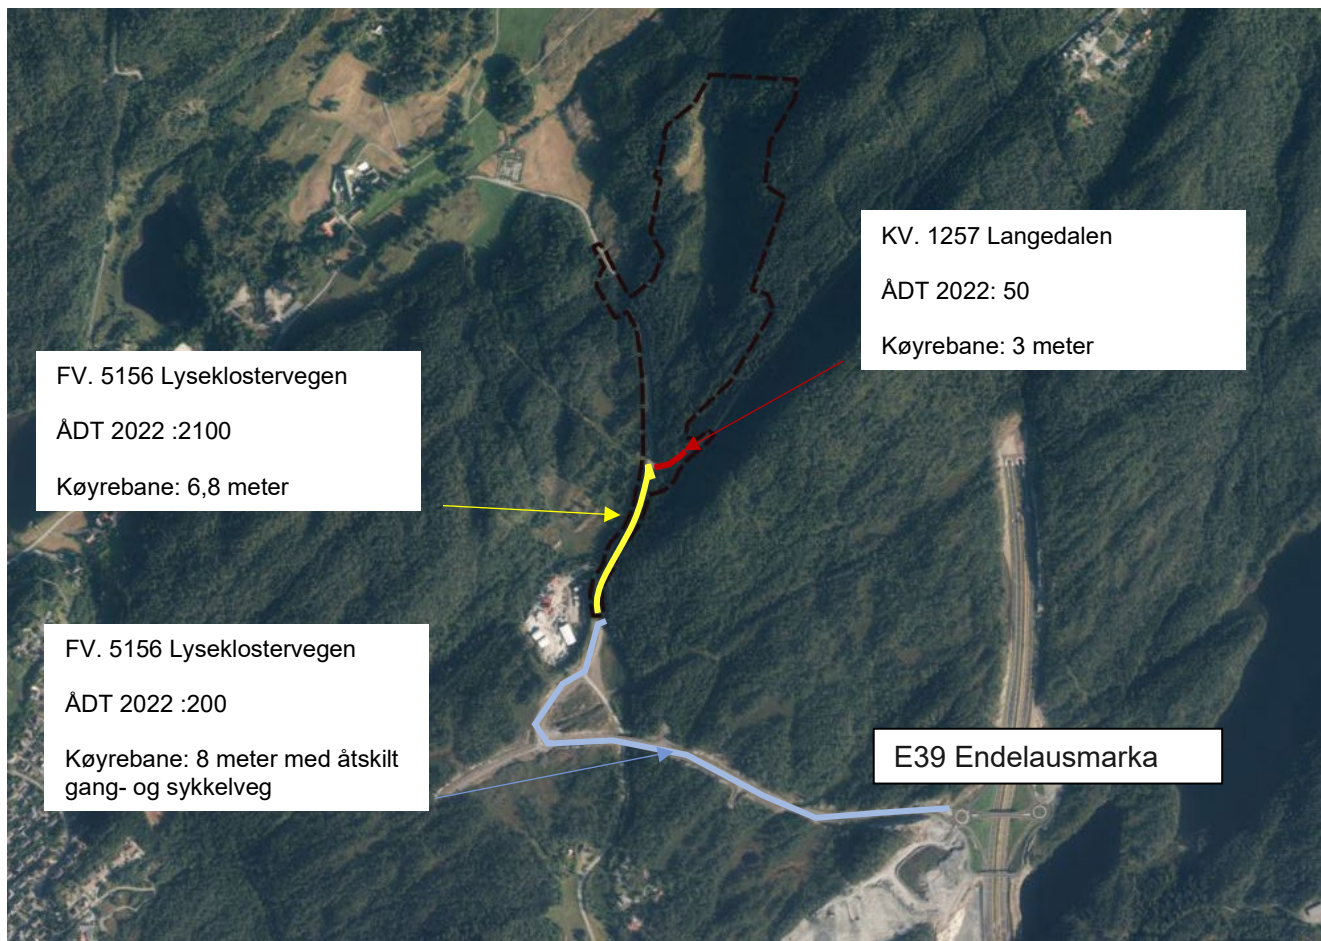 KV. 1257 Langedalen
ÅDT 2022: 50
Køyrebane: 3 meter
FV. 5156 Lyseklostervegen
ÅDT 2022 :2100
Køyrebane: 6,8 meter
FV. 5156 Lyseklostervegen
ÅDT 2022 :200
Køyrebane: 8 meter med åtskilt
gang- og sykkelveg
E39 Endelausmarka